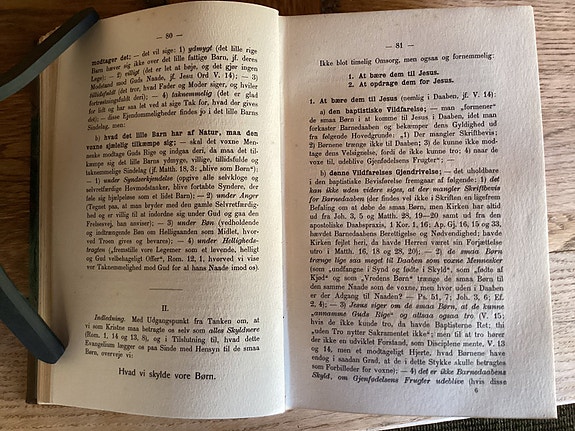 — 80 —
modtager det: — det vil sige: 1) ydmygt (det lille rige
Barn hæver sig ikke over det lille fattige Barn, jf. deres
Leg); — 2) villigt (det er let at bøje, og det gjør ingen
Modstand mod Guds Naade, jf. Jesu Ord V. 14); — 3)
tillidsfuldt (det tror, hvad Fader og Moder siger, og hviler
fortrøstningsfuldt deri); — 4) taknemmelig (det er glad
for lidt og har saa let ved at sige Tak for, hvad der gives
det); — disse Ejendommeligheder findes jo i det lille Barns
Sindelag, men:
b) hvad det lille Barn har af Natur, maa den
voxne sjælelig tilkæmpe sig; — skal det voxne Men-
neske modtage Guds Rige og indgaa deri, da maa det til-
kæmpe sig det lille Barns ydmyge, villige, tillidsfulde og
taknemmelige Sindelag (jf. Matth. 18, 3: „blive som Børn“);
— 1) under Syndserkjendelse (opgive alle selvkloge og
selvretfærdige Hovmodstanker, blive fortabte Syndere, der
føle sig hjælpeløse som et lidet Barn); — 2) under Anger
(Tegnet paa, at man bryder med den gamle Selvretfærdig-
hed og er villig til at indordne sig under Gud og gaa den
Frelsesvej, han anviser); — 3) under Bøn (vedholdende
og indtrængende Bøn om Helligaanden som Midlet, hvor-
ved Troen gives og bevares); — 4) under Helligheds-
tragten („fremstille vore Legemer som et levende, helligt
og Gud velbehageligt Offer“, Rom. 12, 1, hvorved vi vise
vor Taknemmelighed mod Gud for al hans Naade imod os).
II.
Indledning. Med Udgangspunkt fra Tanken om, at
vi som Kristne maa betragte os selv som alles Skyldnere
(Rom. 1, 14 og 13, 8), og i Tilslutning til, hvad dette
Evangelium lægger os paa Sinde med Hensyn til de smaa
Børn, overveje vi:
Hvad vi skylde vore Børn.
— 81 —
Ikke blot timelig Omsorg, men ogsaa og fornemmelig:
1. At bære dem til Jesus.
2. At opdrage dem for Jesus.
1. At bære dem til Jesus (nemlig i Daaben, jf. V. 14):
a) den baptistiske Vildfarelse; — man „formener“
de smaa Børn i at komme til Jesus i Daaben, idet man
forkaster Barnedaaben og bekæmper dens Gyldighed ud
fra følgende Hovedgrunde: „1) Der mangler Skriftbevis;
2) Børnene trænge ikke til Daaben; 3) de kunne ikke mod-
tage dens Velsignelse, fordi de ikke kunne tro; 4) naar de
voxe til, udeblive Gjenfødelsens Frugter“; —
b) denne Vildfarelses Gjendrivelse; — det uholdbare
i den baptistiske Bevisførelse fremgaar af følgende: 1) det
kan ikke uden videre siges, at der mangler Skriftbevis
for Barnedaaben (der findes vel ikke i Skriften en ligefrem
Befaling om at døbe de smaa Børn, men Kirken har altid
ud fra Joh. 3, 5 og Matth. 28, 19—20 samt ud fra den
apostoliske Daabspraxis, 1 Kor. 1, 16; Ap. Gj. 16, 15 og 33,
hævdet Barnedaabens Berettigelse og Nødvendighed; havde
Kirken fejlet heri, da havde Herren været sin Forjættelse
utro i Matth. 16, 18 og 28, 20); — 2) de smaa Børn
trænge lige saa meget til Daaben som voxne Mennesker
(som „undfangne i Synd og fødte i Skyld“, som „fødte af
Kjød“ og som „Vredens Børn“ trænge de smaa Børn til
den samme Naade som de voxne, men hvor uden i Daaben
er der Adgang til Naaden? — Ps. 51, 7; Joh. 3, 6; Ef.
2, 4); — 3) Jesus siger om de smaa Børn, at de kunne
„annamme Guds Rige“ og altsaa ogsaa tro (V. 15:
hvis de ikke kunde tro, da havde Baptisterne Ret; thi
„uden Tro nytter Sakramentet ikke“; men til at tro hører
der ikke en udviklet Forstand, som Disciplene mente, V. 13
og 14, men et modtageligt Hjerte, hvad Børnene have
endog i saadan Grad, at de i dette Stykke skulle betragtes
som Forbilleder for voxne); — 4) det er ikke Barnedaabens
Skyld, om Gjenfødelsens Frugter udeblive (hvis disse
6